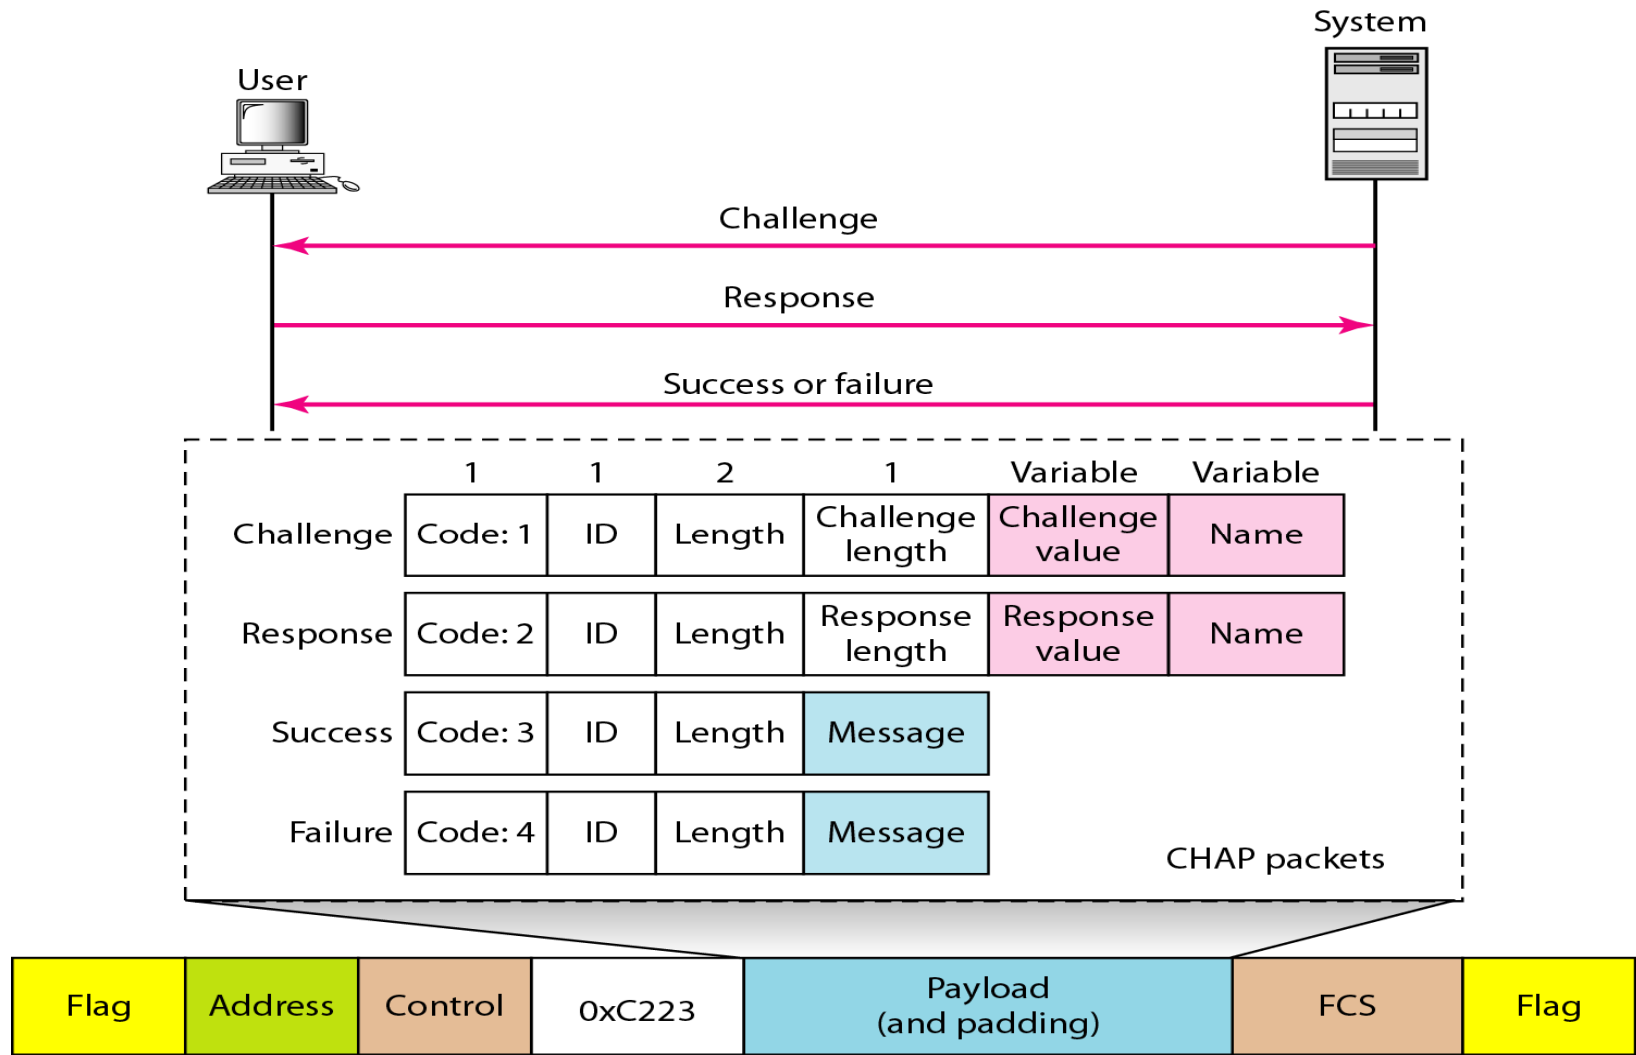 System
User
Challenge
Response
Success or failure
1 1 2 1 Variable Variable
Challenge Code: 1 ID Length Challenge length Challenge value Name
Response Code: 2 ID Length Response length Response value Name
Success Code: 3 ID Length Message
Failure Code: 4 ID Length Message
CHAP packets
Flag Address Control 0xC223 Payload (and padding) FCS Flag